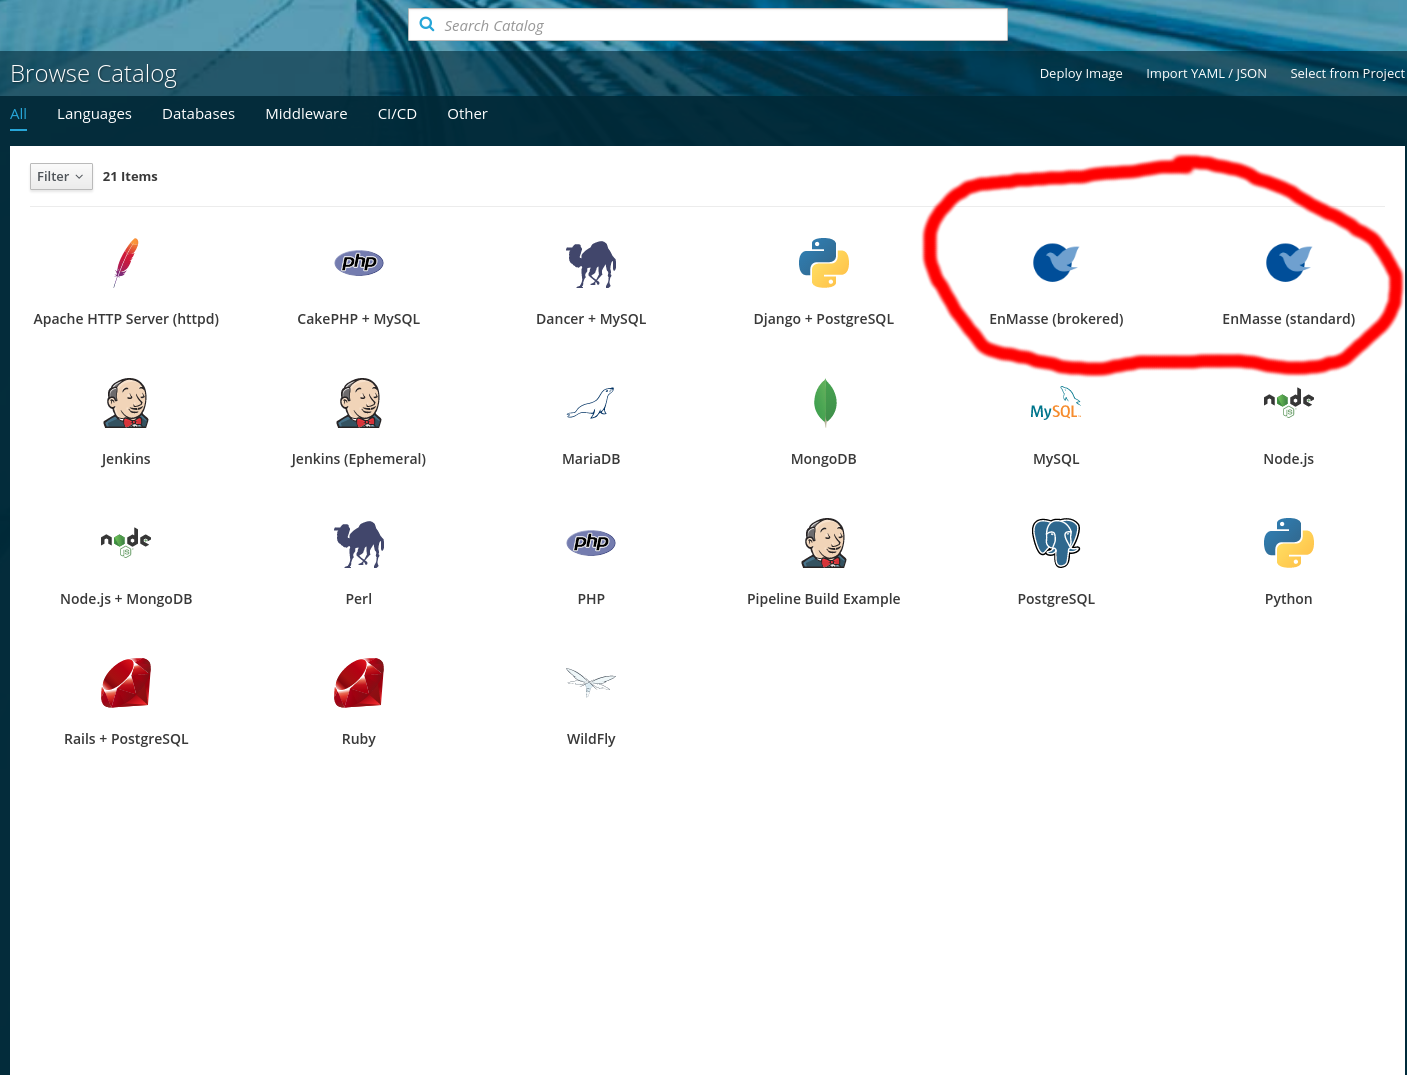 Search Catalog
Browse Catalog
Deploy Image Import YAML / JSON Select from Project
All Languages Databases Middleware CI/CD Other
Filter 21 Items
php
Apache HTTP Server (httpd) CakePHP + MySQL Dancer + MySQL Django + PostgreSQL EnMasse (brokered) EnMasse (standard)
MySQL node JS
Jenkins Jenkins (Ephemeral) MariaDB MongoDB MySQL Node.js
node JS php
Node.js + MongoDB Perl PHP Pipeline Build Example PostgreSQL Python
Rails + PostgreSQL Ruby WildFly